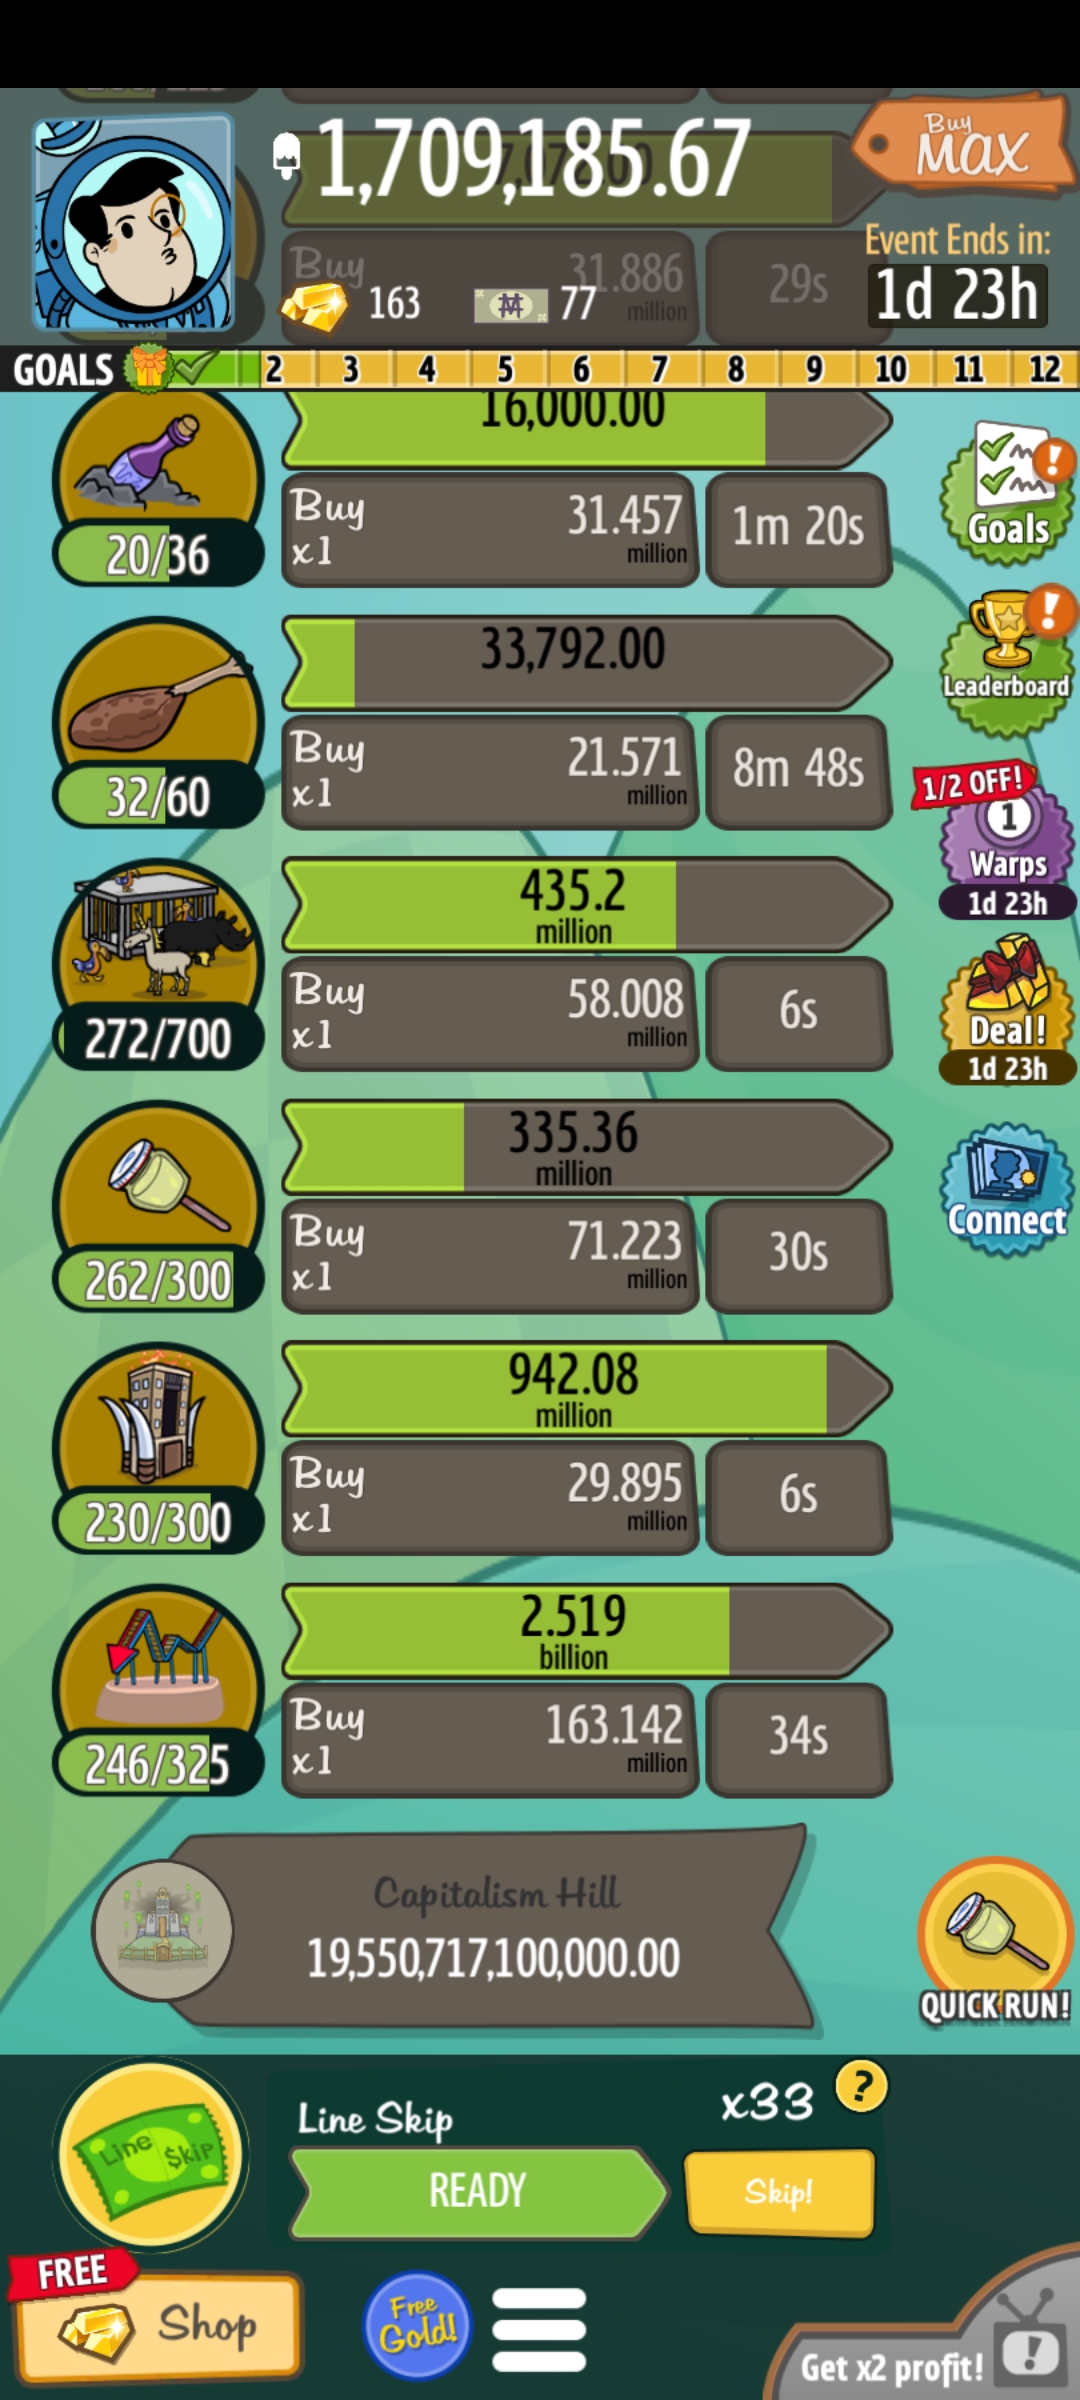 1,709,185.67
Buy
MAX
Buy
31.886
million
29s
163
77
Event Ends in:
1d 23h
GOALS 2 3 4 5 6 7 8 9 10 11 12
16,000.00
20/36
Buy
x1
31.457
million
1m 20s
Goals
33,792.00
32/60
Buy
x1
21.571
million
8m 48s
Leaderboard
1/2 OFF!
1
Warps
1d 23h
435.2
million
272/700
Buy
x1
58.008
million
6s
Deal!
1d 23h
335.36
million
262/300
Buy
x1
71.223
million
30s
Connect
942.08
million
230/300
Buy
x1
29.895
million
6s
2.519
billion
246/325
Buy
x1
163.142
million
34s
Capitalism Hill
19,550,717,100,000.00
QUICK RUN!
Line $kip
Line Skip
x33
?
READY
Skip!
FREE
Shop
Free
Gold!
Get x2 profit!